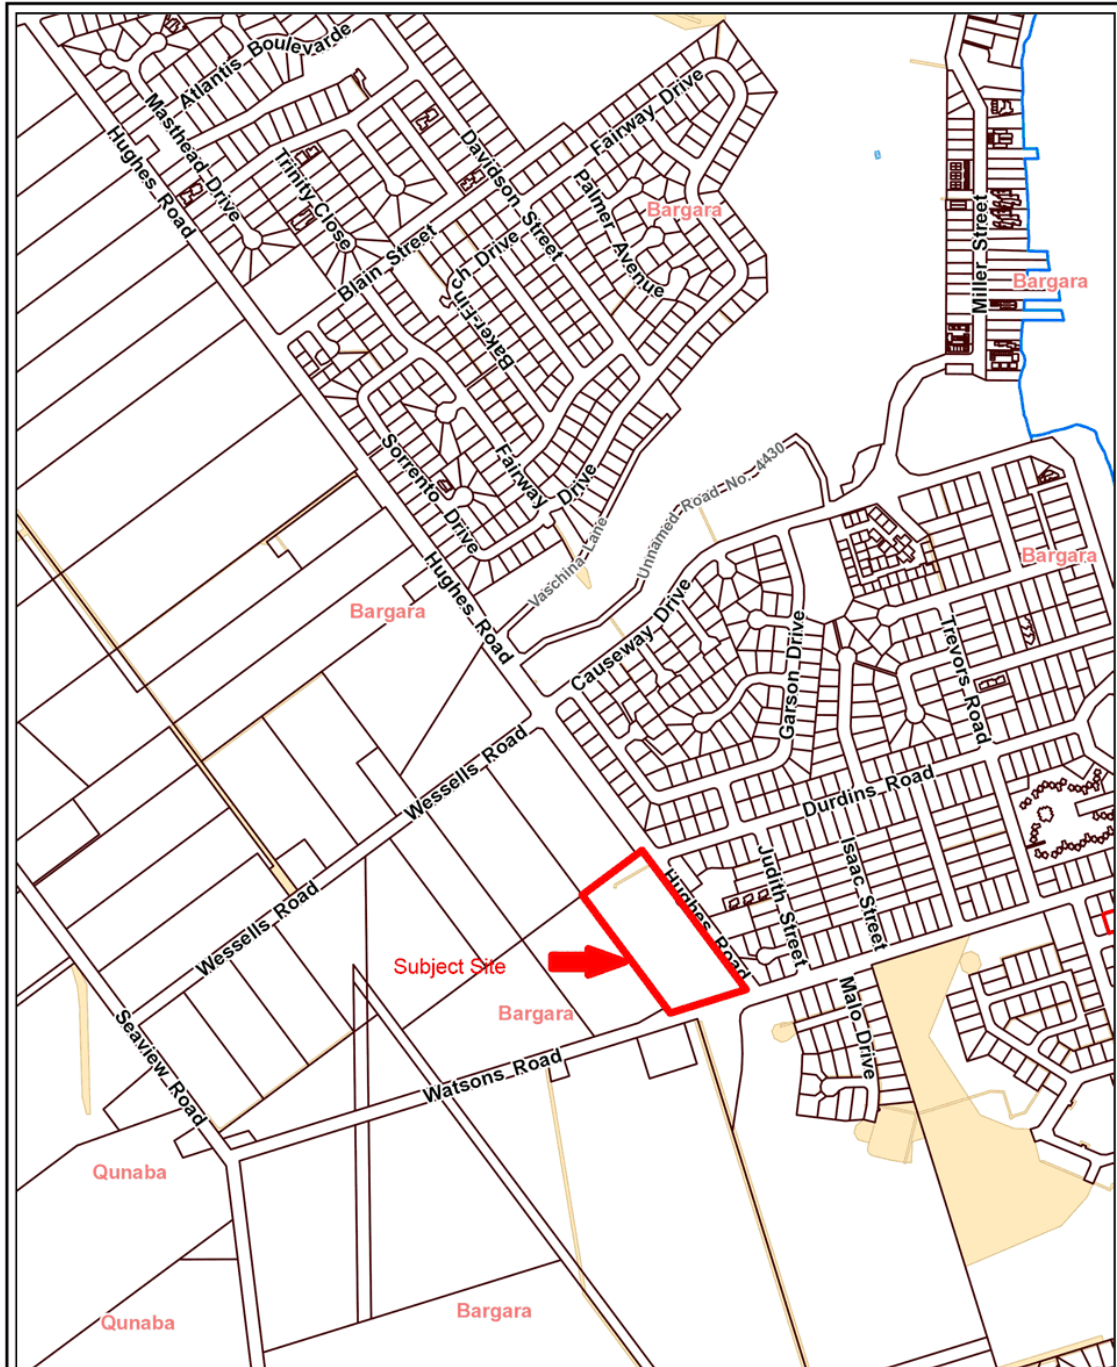 Atlantis Boulevarde
Masthead Drive
Hughes Road
Trinity Close
Davidson Street
Fairway Drive
Palmer Avenue
Bargara
Blain Street
Baker-Finch Drive
Miller Street
Bargara
Sorrento Drive
Fairway Drive
Hughes Road
Vaschina Lane
Unnamed Road No. 4430
Bargara
Causeway Drive
Garson Drive
Trevors Road
Bargara
Wessells Road
Durdins Road
Judith Street
Isaac Street
Hughes Road
Wessells Road
Subject Site
Bargara
Malo Drive
Seaview Road
Watsons Road
Qunaba
Bargara
Qunaba